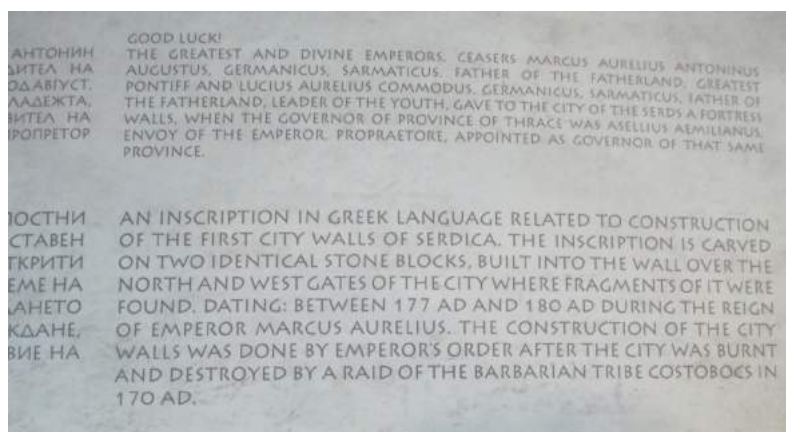 GOOD LUCK!
АНТОНИН THE GREATEST AND DIVINE EMPERORS, CEASERS MARCUS AURELIUS ANTONINUS
ДИТЕЛ НА AUGUSTUS, GERMANICUS, SARMATICUS, FATHER OF THE FATHERLAND, GREATEST
ОД АВГУСТ, PONTIFF AND LUCIUS AURELIUS COMMODUS, GERMANICUS, SARMATICUS, FATHER OF
ЛАДЕЖТА, THE FATHERLAND, LEADER OF THE YOUTH, GAVE TO THE CITY OF THE SERDS A FORTRESS
ВИТЕЛ НА WALLS, WHEN THE GOVERNOR OF PROVINCE OF THRACE WAS ASELLIUS AEMILIANUS,
ПРОПРЕТОР ENVOY OF THE EMPEROR, PROPRAETORE, APPOINTED AS GOVERNOR OF THAT SAME
PROVINCE.
ПОСТНИ AN INSCRIPTION IN GREEK LANGUAGE RELATED TO CONSTRUCTION
СТАВЕН OF THE FIRST CITY WALLS OF SERDICA. THE INSCRIPTION IS CARVED
ТКРИТИ ON TWO IDENTICAL STONE BLOCKS, BUILT INTO THE WALL OVER THE
ЕМЕ НА NORTH AND WEST GATES OF THE CITY WHERE FRAGMENTS OF IT WERE
АНЕТО FOUND. DATING: BETWEEN 177 AD AND 180 AD DURING THE REIGN
ЖДАНЕ, OF EMPEROR MARCUS AURELIUS. THE CONSTRUCTION OF THE CITY
ВИЕ НА WALLS WAS DONE BY EMPEROR'S ORDER AFTER THE CITY WAS BURNT
AND DESTROYED BY A RAID OF THE BARBARIAN TRIBE COSTOBOCS IN
170 AD.